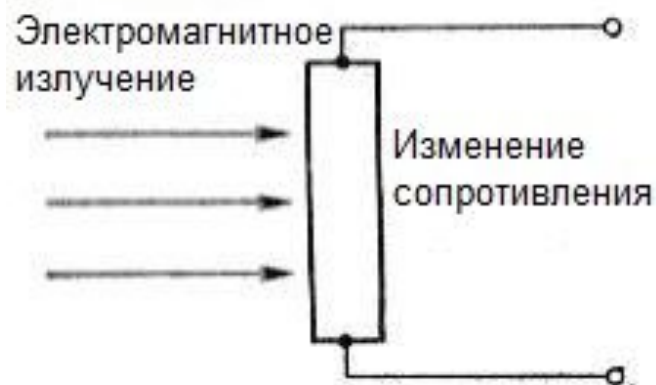 Электромагнитное
излучение
Изменение
сопротивления